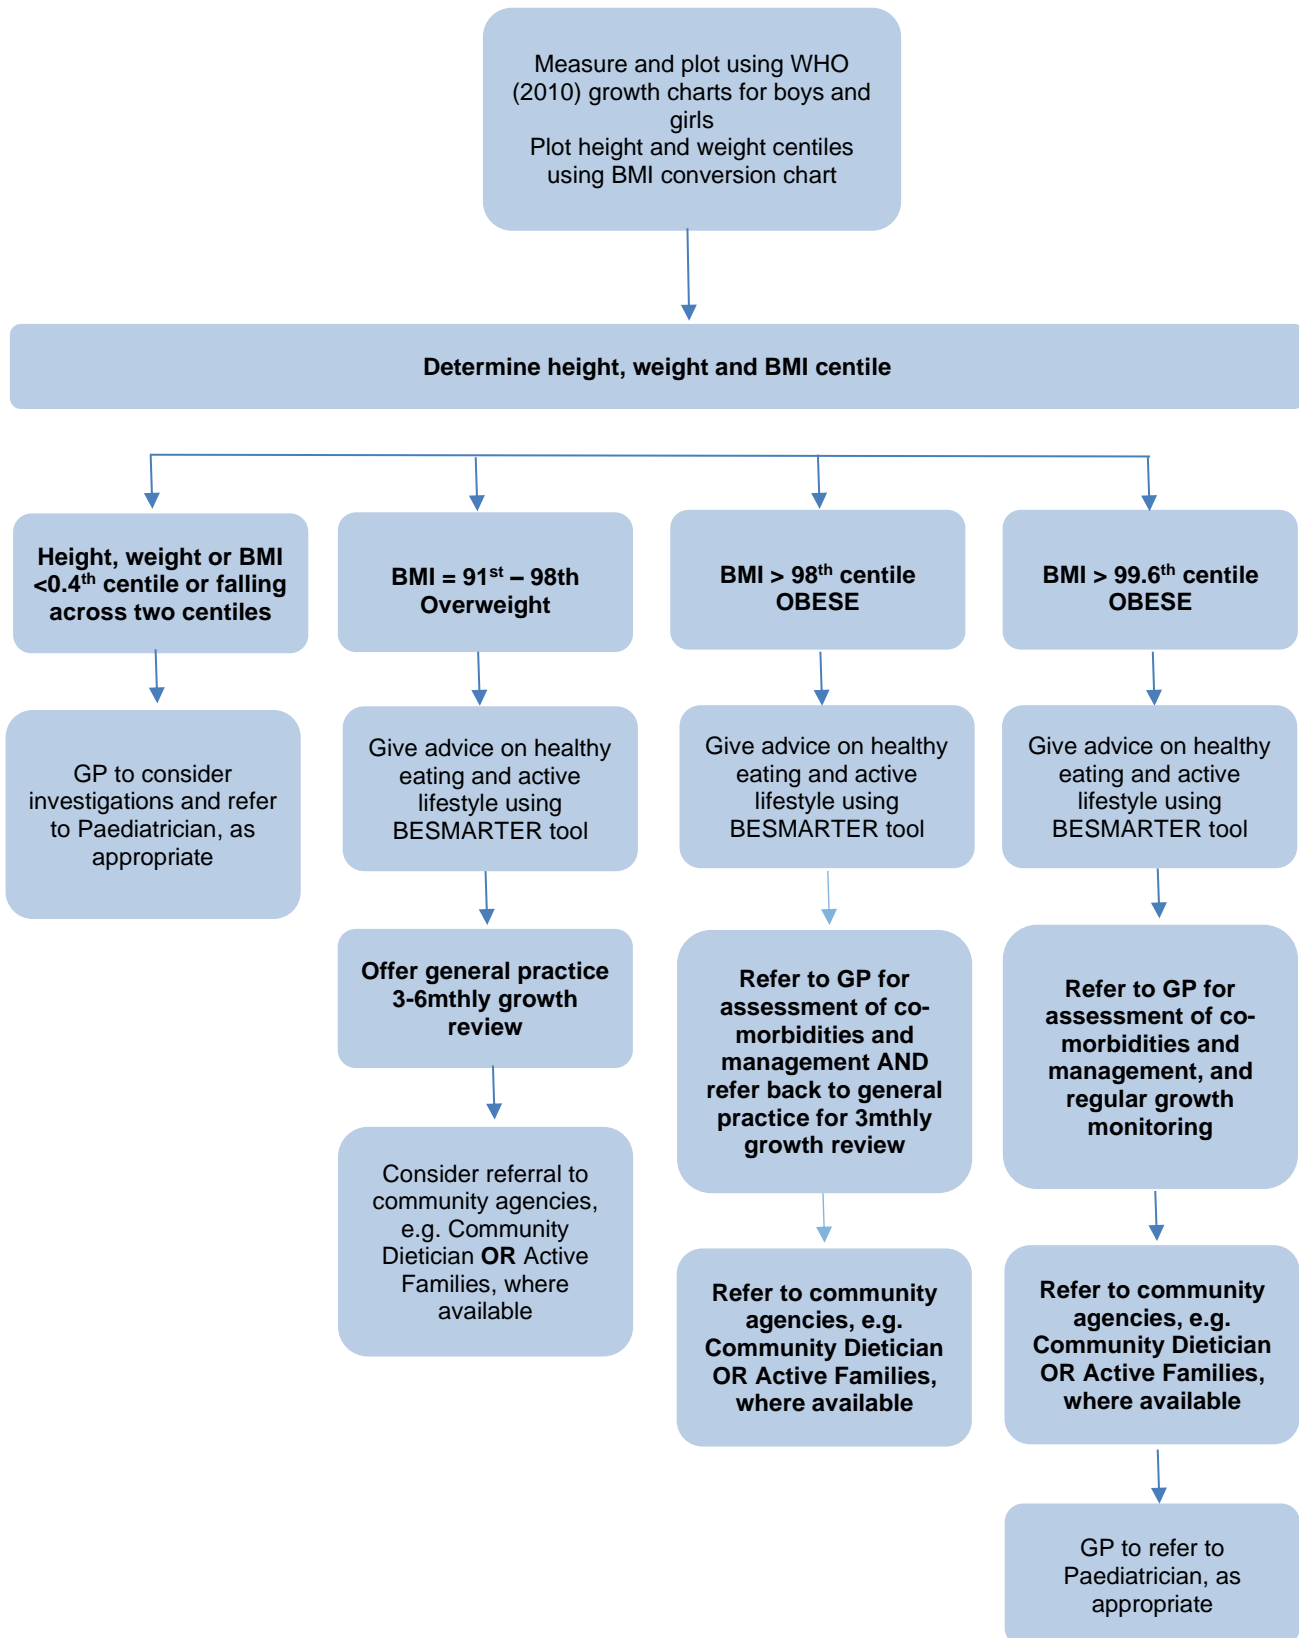 Measure and plot using WHO
(2010) growth charts for boys and
girls
Plot height and weight centiles
using BMI conversion chart
Determine height, weight and BMI centile
Height, weight or BMI
<0.4th centile or falling
across two centiles
GP to consider
investigations and refer
to Paediatrician, as
appropriate
BMI = 91st – 98th
Overweight
Give advice on healthy
eating and active
lifestyle using
BESMARTER tool
Offer general practice
3-6mthly growth
review
Consider referral to
community agencies,
e.g. Community
Dietician OR Active
Families, where
available
BMI > 98th centile
OBESE
Give advice on healthy
eating and active
lifestyle using
BESMARTER tool
Refer to GP for
assessment of co-
morbidities and
management AND
refer back to general
practice for 3mthly
growth review
Refer to community
agencies, e.g.
Community Dietician
OR Active Families,
where available
BMI > 99.6th centile
OBESE
Give advice on healthy
eating and active
lifestyle using
BESMARTER tool
Refer to GP for
assessment of co-
morbidities and
management, and
regular growth
monitoring
Refer to community
agencies, e.g.
Community Dietician
OR Active Families,
where available
GP to refer to
Paediatrician, as
appropriate